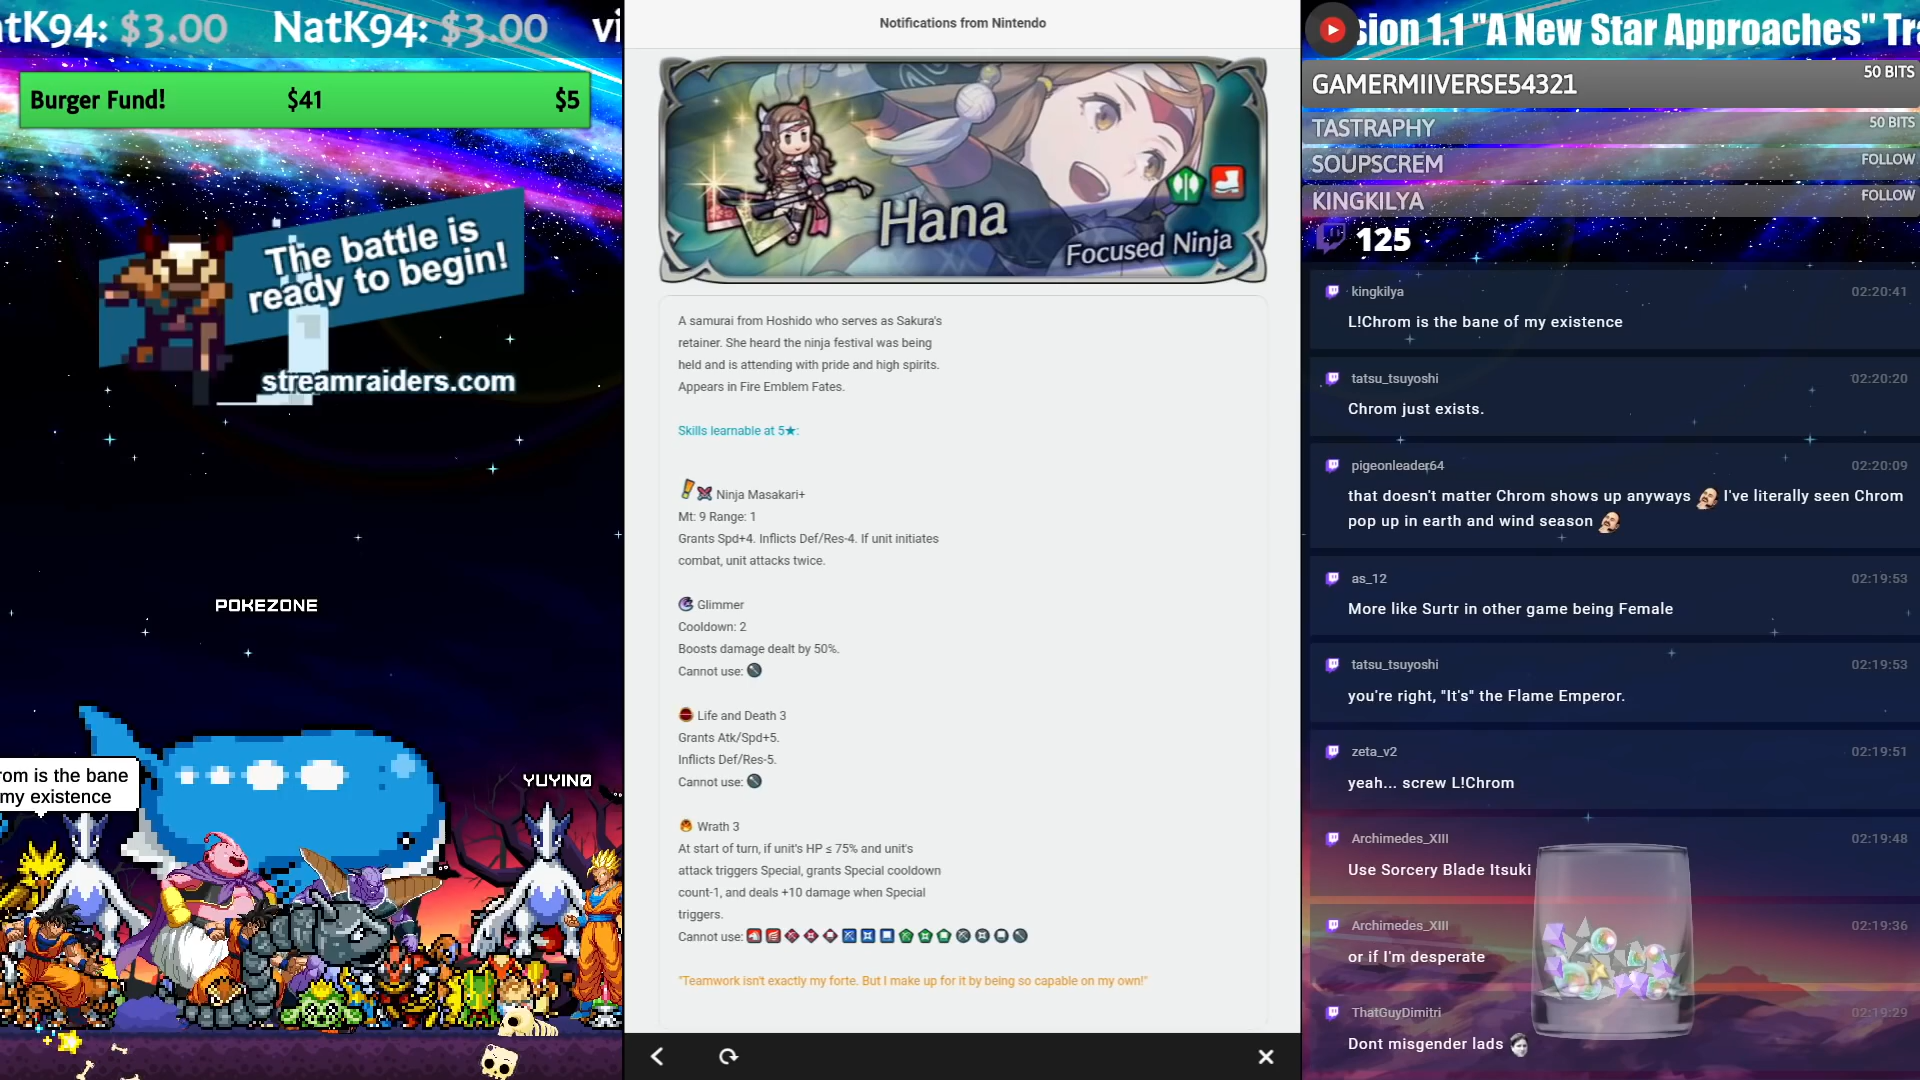 tK94: $3.00 NatK94: $3.00 vi
Burger Fund! $41 $5
The battle is
ready to begin!
streamraiders.com
POKEZONE
rom is the bane
my existence
YUYIN0
Notifications from Nintendo
Hana
Focused Ninja
A samurai from Hoshido who serves as Sakura's
retainer. She heard the ninja festival was being
held and is attending with pride and high spirits.
Appears in Fire Emblem Fates.
Skills learnable at 5★:
Ninja Masakari+
Mt: 9 Range: 1
Grants Spd+4. Inflicts Def/Res-4. If unit initiates
combat, unit attacks twice.
Glimmer
Cooldown: 2
Boosts damage dealt by 50%.
Cannot use:
Life and Death 3
Grants Atk/Spd+5.
Inflicts Def/Res-5.
Cannot use:
Wrath 3
At start of turn, if unit's HP ≤ 75% and unit's
attack triggers Special, grants Special cooldown
count-1, and deals +10 damage when Special
triggers.
Cannot use:
"Teamwork isn't exactly my forte. But I make up for it by being so capable on my own!"
sion 1.1 "A New Star Approaches" Tra
GAMERMIIVERSE54321 50 BITS
TASTRAPHY 50 BITS
SOUPSCREM FOLLOW
KINGKILYA FOLLOW
125
kingkilya 02:20:41
L!Chrom is the bane of my existence
tatsu_tsuyoshi 02:20:20
Chrom just exists.
pigeonleader64 02:20:09
that doesn't matter Chrom shows up anyways I've literally seen Chrom
pop up in earth and wind season
as_12 02:19:53
More like Surtr in other game being Female
tatsu_tsuyoshi 02:19:53
you're right, "It's" the Flame Emperor.
zeta_v2 02:19:51
yeah... screw L!Chrom
Archimedes_XIII 02:19:48
Use Sorcery Blade Itsuki
Archimedes_XIII 02:19:36
or if I'm desperate
ThatGuyDimitri 02:19:29
Dont misgender lads